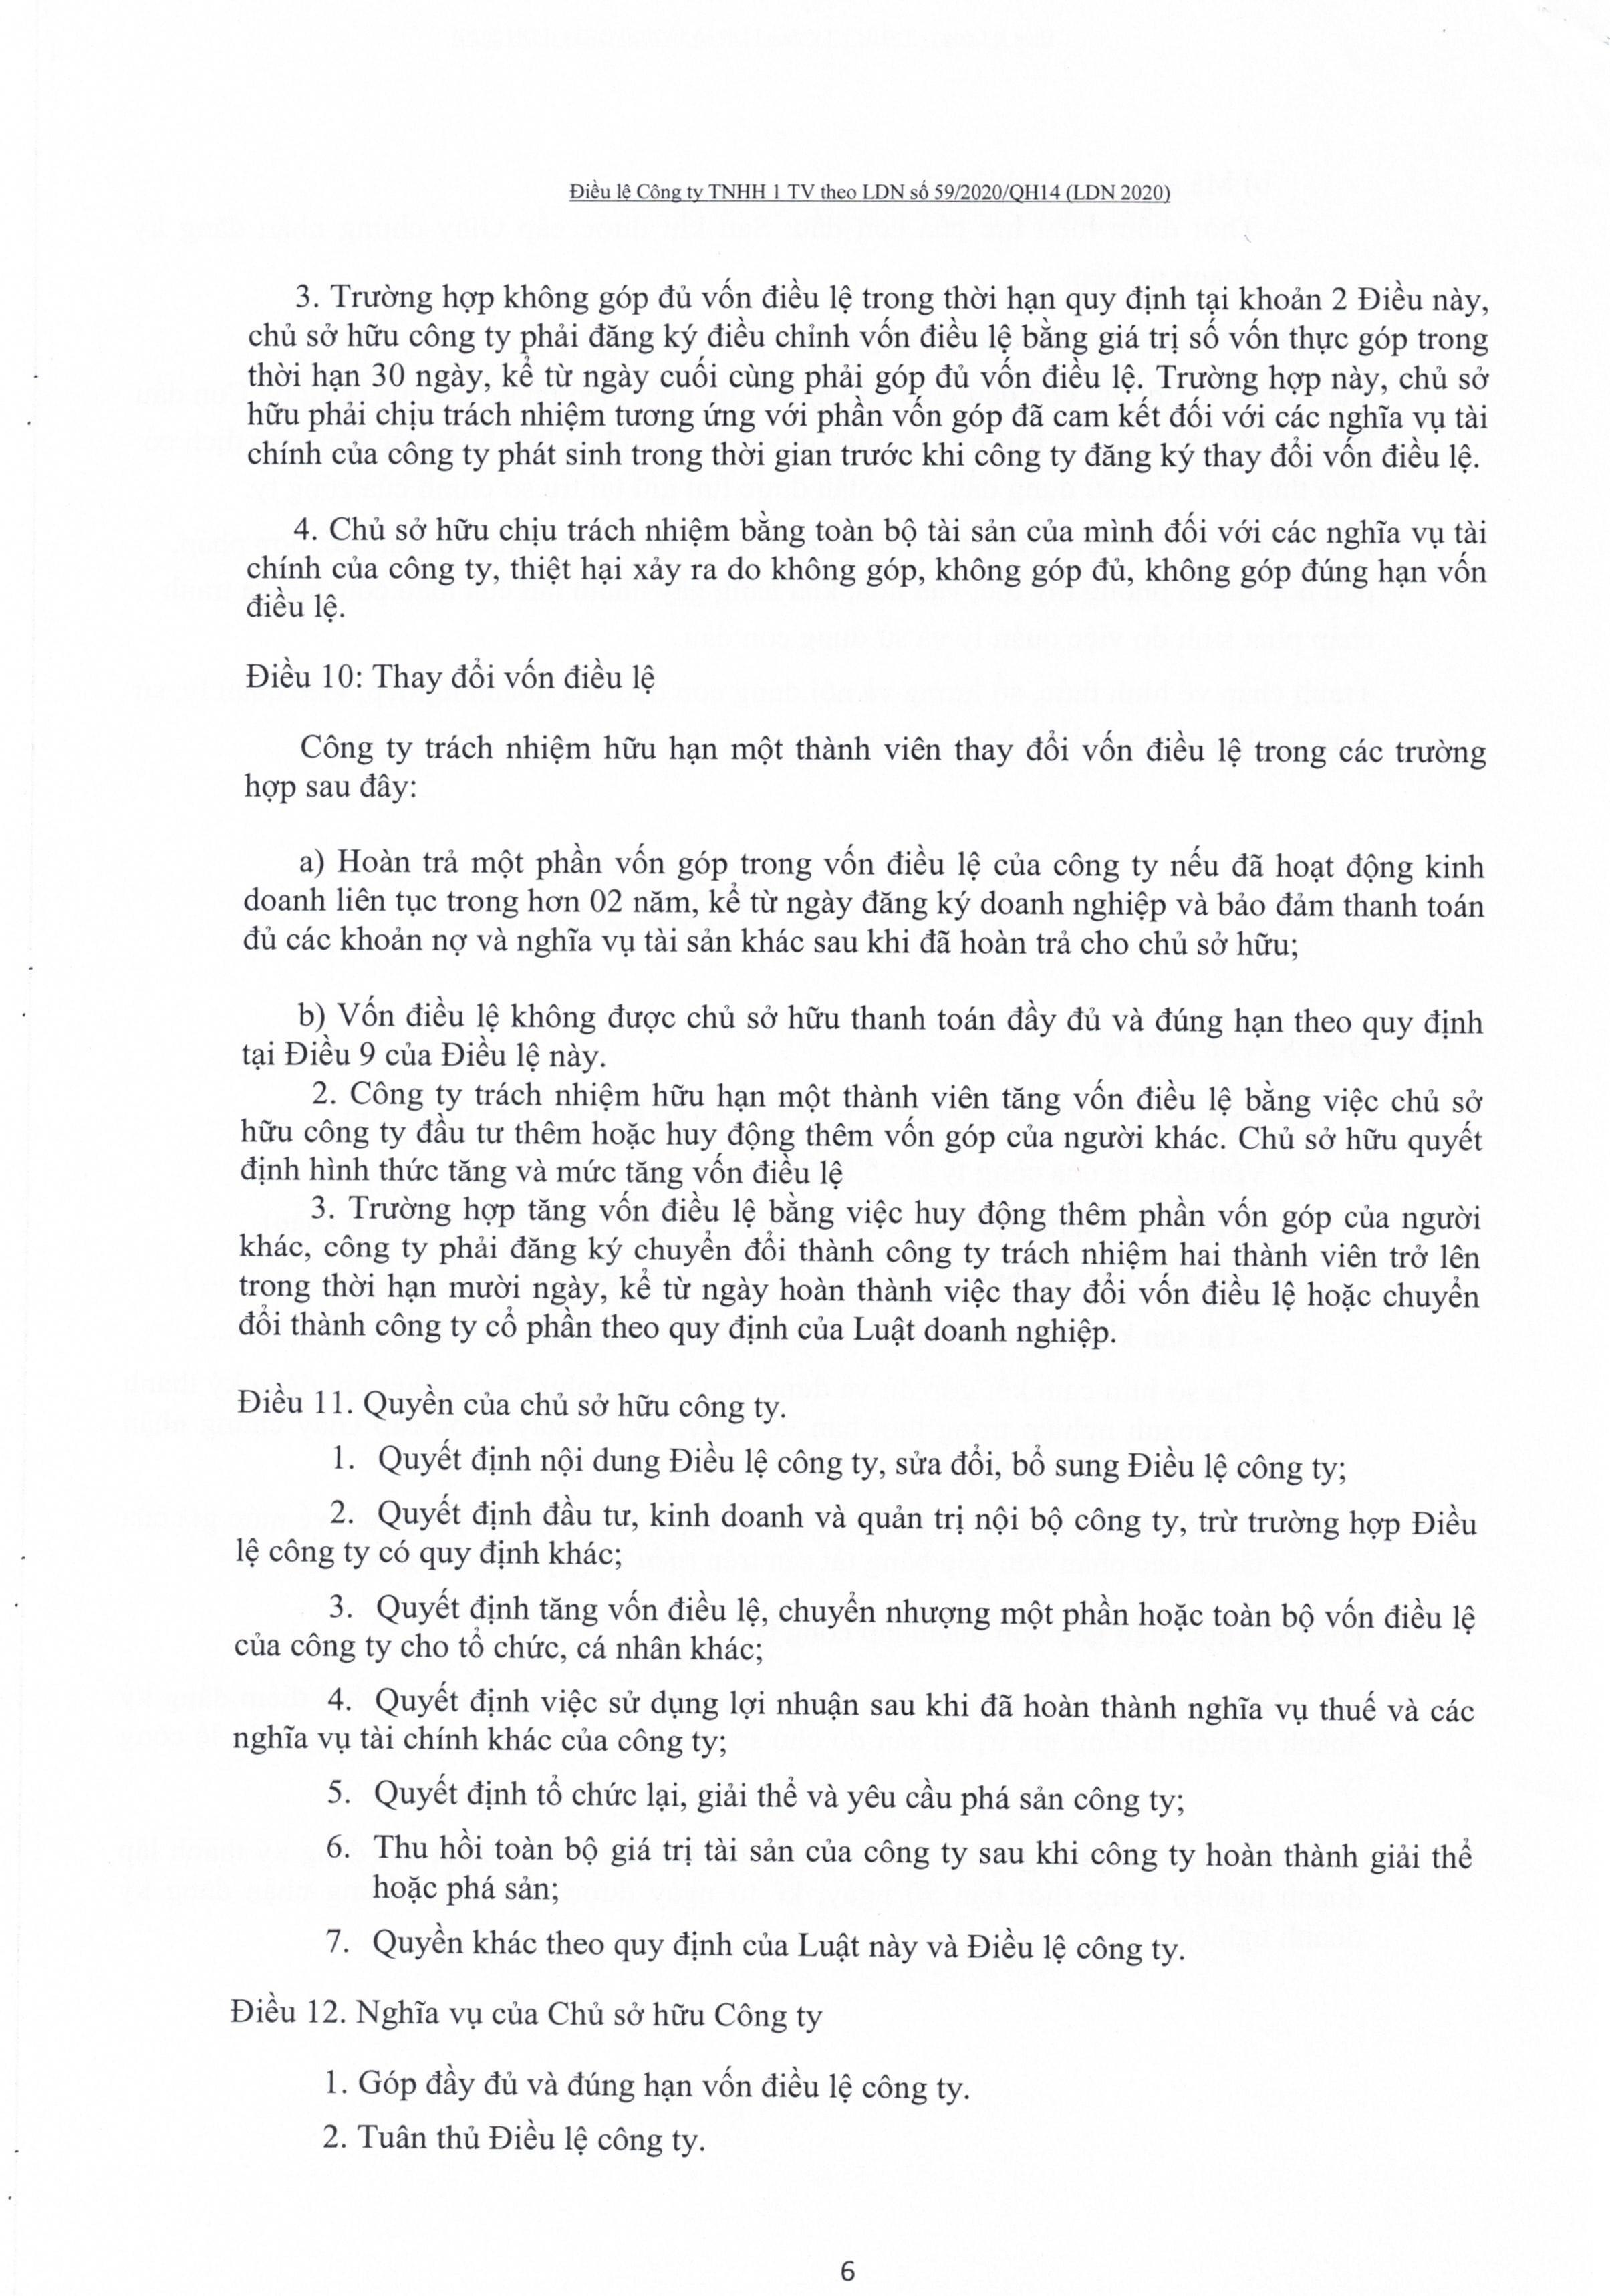 Điều lệ Công ty TNHH 1 TV theo LDN số 59/2020/QH14 (LDN 2020)
3. Trường hợp không góp đủ vốn điều lệ trong thời hạn quy định tại khoản 2 Điều này,
chủ sở hữu công ty phải đăng ký điều chỉnh vốn điều lệ bằng giá trị số vốn thực góp trong
thời hạn 30 ngày, kể từ ngày cuối cùng phải góp đủ vốn điều lệ. Trường hợp này, chủ sở
hữu phải chịu trách nhiệm tương ứng với phần vốn góp đã cam kết đối với các nghĩa vụ tài
chính của công ty phát sinh trong thời gian trước khi công ty đăng ký thay đổi vốn điều lệ.
4. Chủ sở hữu chịu trách nhiệm bằng toàn bộ tài sản của mình đối với các nghĩa vụ tài
chính của công ty, thiệt hại xảy ra do không góp, không góp đủ, không góp đúng hạn vốn
điều lệ.
Điều 10: Thay đổi vốn điều lệ
Công ty trách nhiệm hữu hạn một thành viên thay đổi vốn điều lệ trong các trường
hợp sau đây:
a) Hoàn trả một phần vốn góp trong vốn điều lệ của công ty nếu đã hoạt động kinh
doanh liên tục trong hơn 02 năm, kể từ ngày đăng ký doanh nghiệp và bảo đảm thanh toán
đủ các khoản nợ và nghĩa vụ tài sản khác sau khi đã hoàn trả cho chủ sở hữu;
b) Vốn điều lệ không được chủ sở hữu thanh toán đầy đủ và đúng hạn theo quy định
tại Điều 9 của Điều lệ này.
2. Công ty trách nhiệm hữu hạn một thành viên tăng vốn điều lệ bằng việc chủ sở
hữu công ty đầu tư thêm hoặc huy động thêm vốn góp của người khác. Chủ sở hữu quyết
định hình thức tăng và mức tăng vốn điều lệ
3. Trường hợp tăng vốn điều lệ bằng việc huy động thêm phần vốn góp của người
khác, công ty phải đăng ký chuyển đổi thành công ty trách nhiệm hai thành viên trở lên
trong thời hạn mười ngày, kể từ ngày hoàn thành việc thay đổi vốn điều lệ hoặc chuyển
đổi thành công ty cổ phần theo quy định của Luật doanh nghiệp.
Điều 11. Quyền của chủ sở hữu công ty.
1. Quyết định nội dung Điều lệ công ty, sửa đổi, bổ sung Điều lệ công ty;
2. Quyết định đầu tư, kinh doanh và quản trị nội bộ công ty, trừ trường hợp Điều
lệ công ty có quy định khác;
3. Quyết định tăng vốn điều lệ, chuyển nhượng một phần hoặc toàn bộ vốn điều lệ
của công ty cho tổ chức, cá nhân khác;
4. Quyết định việc sử dụng lợi nhuận sau khi đã hoàn thành nghĩa vụ thuế và các
nghĩa vụ tài chính khác của công ty;
5. Quyết định tổ chức lại, giải thể và yêu cầu phá sản công ty;
6. Thu hồi toàn bộ giá trị tài sản của công ty sau khi công ty hoàn thành giải thể
hoặc phá sản;
7. Quyền khác theo quy định của Luật này và Điều lệ công ty.
Điều 12. Nghĩa vụ của Chủ sở hữu Công ty
1. Góp đầy đủ và đúng hạn vốn điều lệ công ty.
2. Tuân thủ Điều lệ công ty.
6